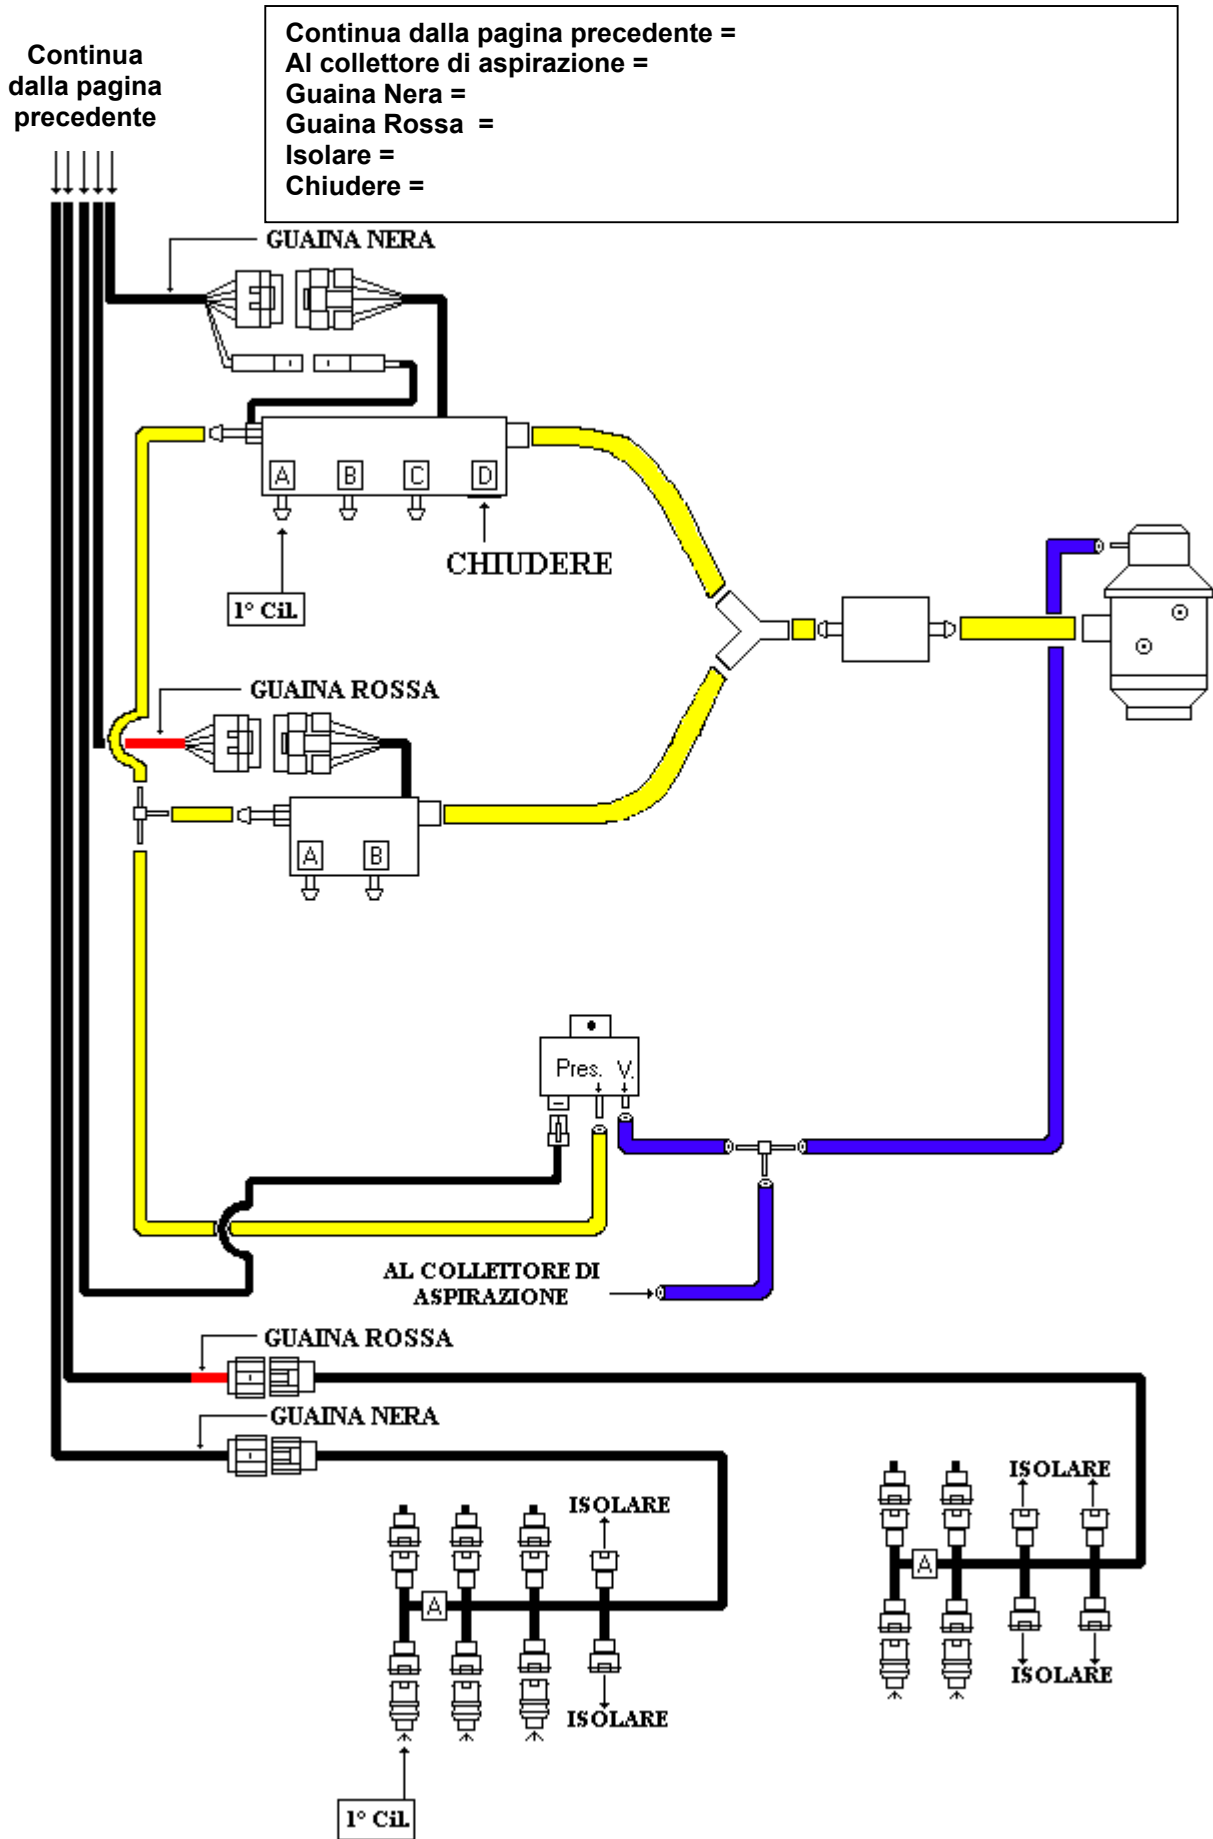 Continua
dalla pagina
precedente
Continua dalla pagina precedente =
Al collettore di aspirazione =
Guaina Nera =
Guaina Rossa =
Isolare =
Chiudere =
GUAINA NERA
A B C D
CHIUDERE
1° Cil.
GUAINA ROSSA
A B
Pres. V.
AL COLLETTORE DI
ASPIRAZIONE
GUAINA ROSSA
GUAINA NERA
ISOLARE
ISOLARE
A
A
ISOLARE
ISOLARE
1° Cil.